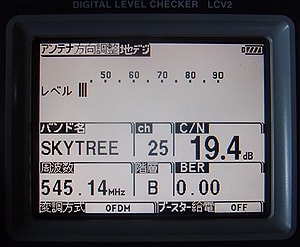 DIGITAL LEVEL CHECKER LCV2
アンテナ方向調整 地デジ
50 60 70 80 90
レベル
バンド名 ch C/N
SKYTREE 25 19.4dB
周波数 階層 BER
545.14MHz B 0.00
変調方式 OFDM ブースター給電 OFF